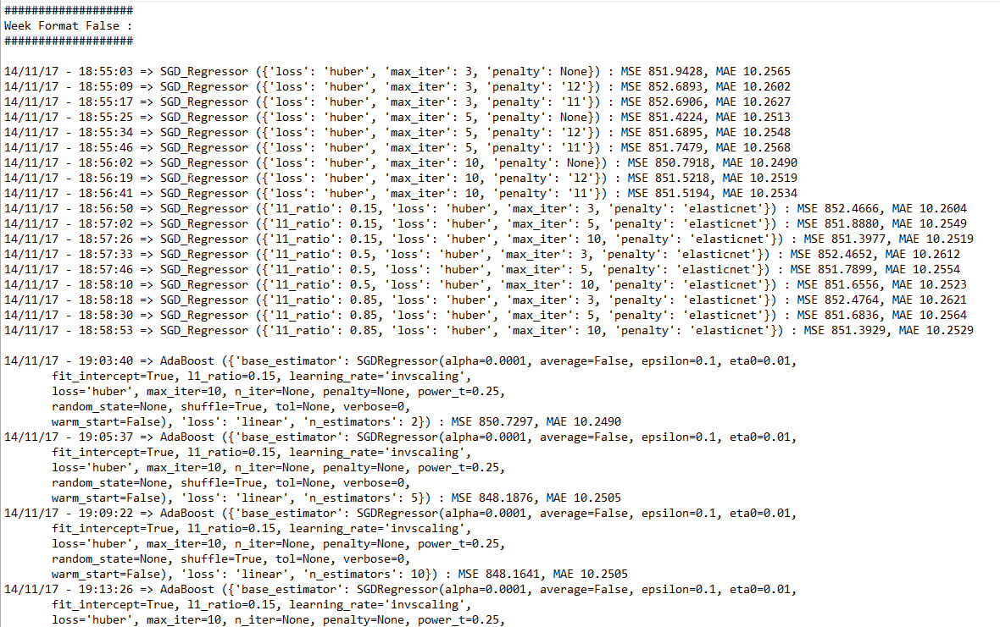 ###################
Week Format False :
###################
14/11/17 - 18:55:03 => SGD_Regressor ({'loss': 'huber', 'max_iter': 3, 'penalty': None}) : MSE 851.9428, MAE 10.2565
14/11/17 - 18:55:09 => SGD_Regressor ({'loss': 'huber', 'max_iter': 3, 'penalty': 'l2'}) : MSE 852.6893, MAE 10.2602
14/11/17 - 18:55:17 => SGD_Regressor ({'loss': 'huber', 'max_iter': 3, 'penalty': 'l1'}) : MSE 852.6906, MAE 10.2627
14/11/17 - 18:55:25 => SGD_Regressor ({'loss': 'huber', 'max_iter': 5, 'penalty': None}) : MSE 851.4224, MAE 10.2513
14/11/17 - 18:55:34 => SGD_Regressor ({'loss': 'huber', 'max_iter': 5, 'penalty': 'l2'}) : MSE 851.6895, MAE 10.2548
14/11/17 - 18:55:46 => SGD_Regressor ({'loss': 'huber', 'max_iter': 5, 'penalty': 'l1'}) : MSE 851.7479, MAE 10.2568
14/11/17 - 18:56:02 => SGD_Regressor ({'loss': 'huber', 'max_iter': 10, 'penalty': None}) : MSE 850.7918, MAE 10.2490
14/11/17 - 18:56:19 => SGD_Regressor ({'loss': 'huber', 'max_iter': 10, 'penalty': 'l2'}) : MSE 851.5218, MAE 10.2519
14/11/17 - 18:56:41 => SGD_Regressor ({'loss': 'huber', 'max_iter': 10, 'penalty': 'l1'}) : MSE 851.5194, MAE 10.2534
14/11/17 - 18:56:50 => SGD_Regressor ({'l1_ratio': 0.15, 'loss': 'huber', 'max_iter': 3, 'penalty': 'elasticnet'}) : MSE 852.4666, MAE 10.2604
14/11/17 - 18:57:02 => SGD_Regressor ({'l1_ratio': 0.15, 'loss': 'huber', 'max_iter': 5, 'penalty': 'elasticnet'}) : MSE 851.8880, MAE 10.2549
14/11/17 - 18:57:26 => SGD_Regressor ({'l1_ratio': 0.15, 'loss': 'huber', 'max_iter': 10, 'penalty': 'elasticnet'}) : MSE 851.3977, MAE 10.2519
14/11/17 - 18:57:33 => SGD_Regressor ({'l1_ratio': 0.5, 'loss': 'huber', 'max_iter': 3, 'penalty': 'elasticnet'}) : MSE 852.4652, MAE 10.2612
14/11/17 - 18:57:46 => SGD_Regressor ({'l1_ratio': 0.5, 'loss': 'huber', 'max_iter': 5, 'penalty': 'elasticnet'}) : MSE 851.7899, MAE 10.2554
14/11/17 - 18:58:10 => SGD_Regressor ({'l1_ratio': 0.5, 'loss': 'huber', 'max_iter': 10, 'penalty': 'elasticnet'}) : MSE 851.6556, MAE 10.2523
14/11/17 - 18:58:18 => SGD_Regressor ({'l1_ratio': 0.85, 'loss': 'huber', 'max_iter': 3, 'penalty': 'elasticnet'}) : MSE 852.4764, MAE 10.2621
14/11/17 - 18:58:30 => SGD_Regressor ({'l1_ratio': 0.85, 'loss': 'huber', 'max_iter': 5, 'penalty': 'elasticnet'}) : MSE 851.6836, MAE 10.2564
14/11/17 - 18:58:53 => SGD_Regressor ({'l1_ratio': 0.85, 'loss': 'huber', 'max_iter': 10, 'penalty': 'elasticnet'}) : MSE 851.3929, MAE 10.2529
14/11/17 - 19:03:40 => AdaBoost ({'base_estimator': SGDRegressor(alpha=0.0001, average=False, epsilon=0.1, eta0=0.01,
fit_intercept=True, l1_ratio=0.15, learning_rate='invscaling',
loss='huber', max_iter=10, n_iter=None, penalty=None, power_t=0.25,
random_state=None, shuffle=True, tol=None, verbose=0,
warm_start=False), 'loss': 'linear', 'n_estimators': 2}) : MSE 850.7297, MAE 10.2490
14/11/17 - 19:05:37 => AdaBoost ({'base_estimator': SGDRegressor(alpha=0.0001, average=False, epsilon=0.1, eta0=0.01,
fit_intercept=True, l1_ratio=0.15, learning_rate='invscaling',
loss='huber', max_iter=10, n_iter=None, penalty=None, power_t=0.25,
random_state=None, shuffle=True, tol=None, verbose=0,
warm_start=False), 'loss': 'linear', 'n_estimators': 5}) : MSE 848.1876, MAE 10.2505
14/11/17 - 19:09:22 => AdaBoost ({'base_estimator': SGDRegressor(alpha=0.0001, average=False, epsilon=0.1, eta0=0.01,
fit_intercept=True, l1_ratio=0.15, learning_rate='invscaling',
loss='huber', max_iter=10, n_iter=None, penalty=None, power_t=0.25,
random_state=None, shuffle=True, tol=None, verbose=0,
warm_start=False), 'loss': 'linear', 'n_estimators': 10}) : MSE 848.1641, MAE 10.2505
14/11/17 - 19:13:26 => AdaBoost ({'base_estimator': SGDRegressor(alpha=0.0001, average=False, epsilon=0.1, eta0=0.01,
fit_intercept=True, l1_ratio=0.15, learning_rate='invscaling',
loss='huber', max_iter=10, n_iter=None, penalty=None, power_t=0.25,